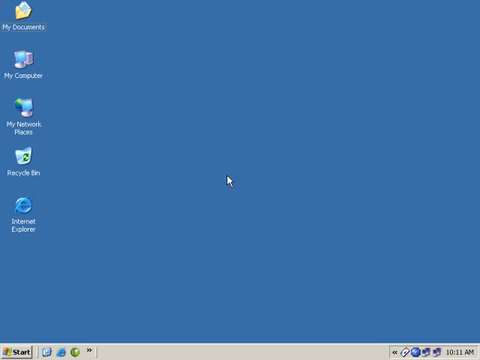 My Documents
My Computer
My Network
Places
Recycle Bin
Internet
Explorer
Start
»
«
10:11 AM